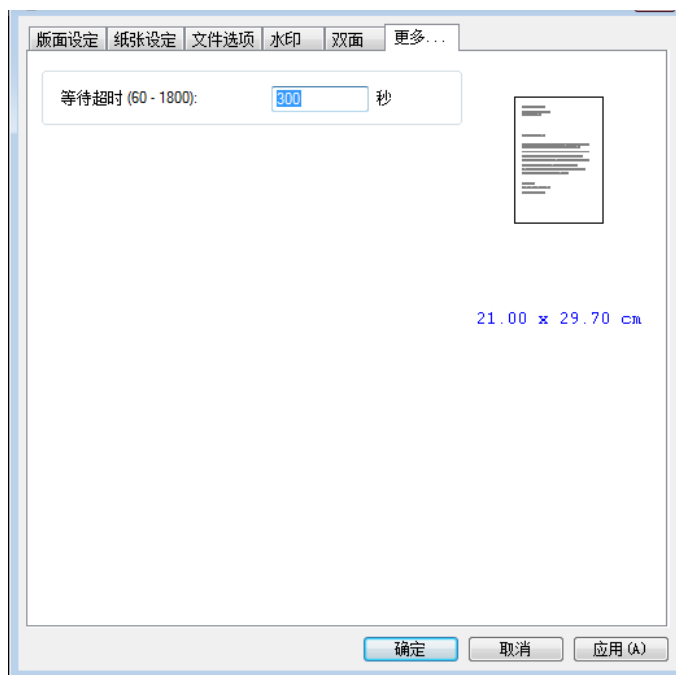 版面设定 纸张设定 文件选项 水印 双面 更多...
等待超时 (60 - 1800): 300 秒
21.00 x 29.70 cm
确定 取消 应用(A)